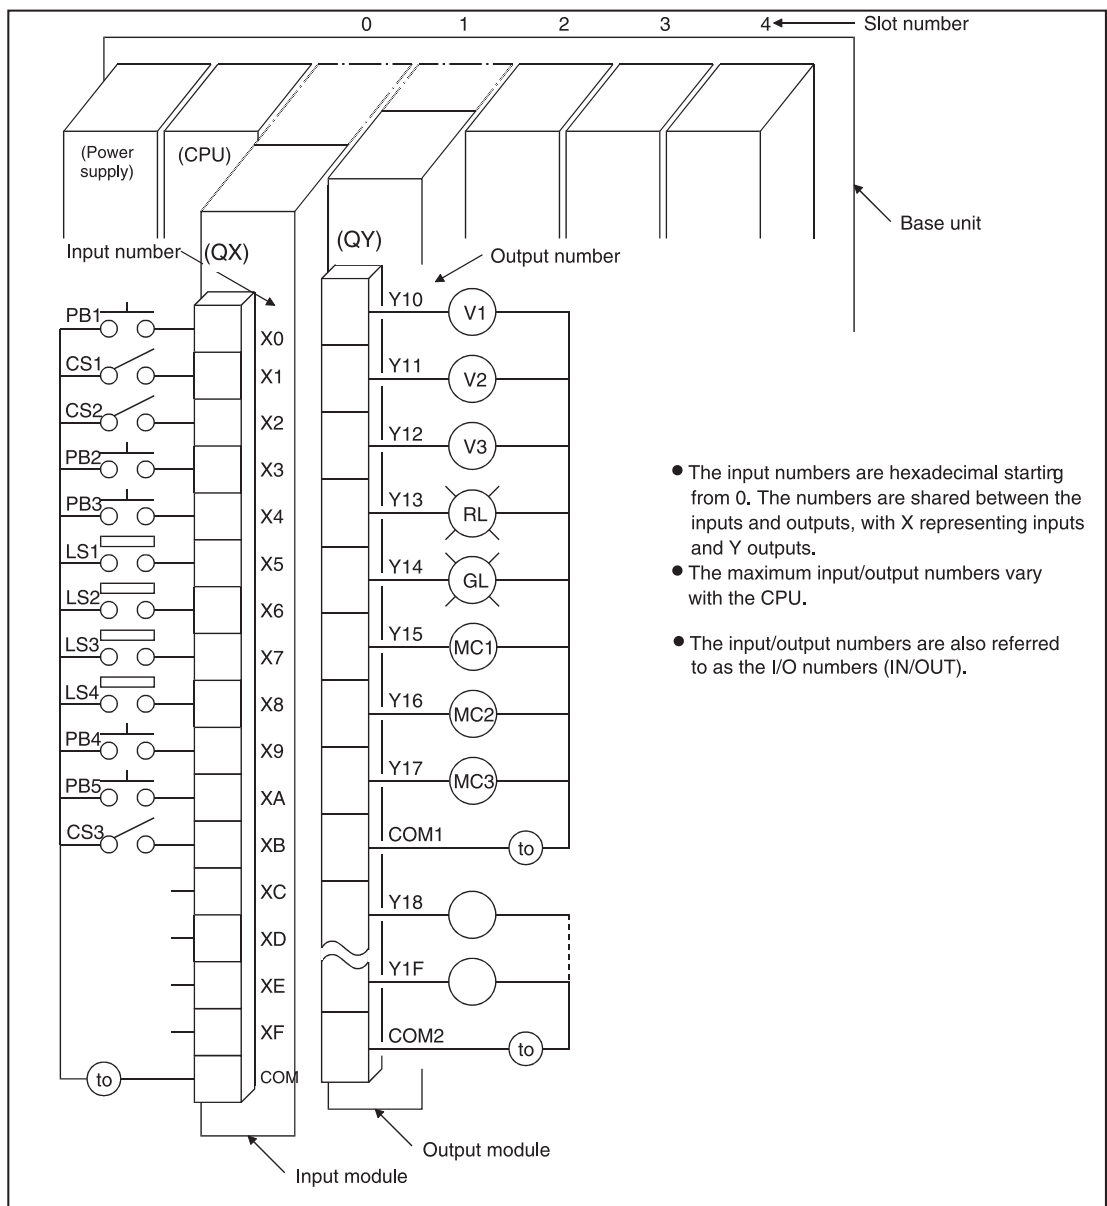 0 1 2 3 4 Slot number
(Power
supply)
(CPU)
Base unit
Input number
(QX)
(QY)
Output number
PB1 X0
CS1 X1
CS2 X2
PB2 X3
PB3 X4
LS1 X5
LS2 X6
LS3 X7
LS4 X8
PB4 X9
PB5 XA
CS3 XB
XC
XD
XE
XF
to COM
Y10 V1
Y11 V2
Y12 V3
Y13 RL
Y14 GL
Y15 MC1
Y16 MC2
Y17 MC3
COM1 to
Y18
Y1F
COM2 to
● The input numbers are hexadecimal starting
from 0. The numbers are shared between the
inputs and outputs, with X representing inputs
and Y outputs.
● The maximum input/output numbers vary
with the CPU.
● The input/output numbers are also referred
to as the I/O numbers (IN/OUT).
Output module
Input module